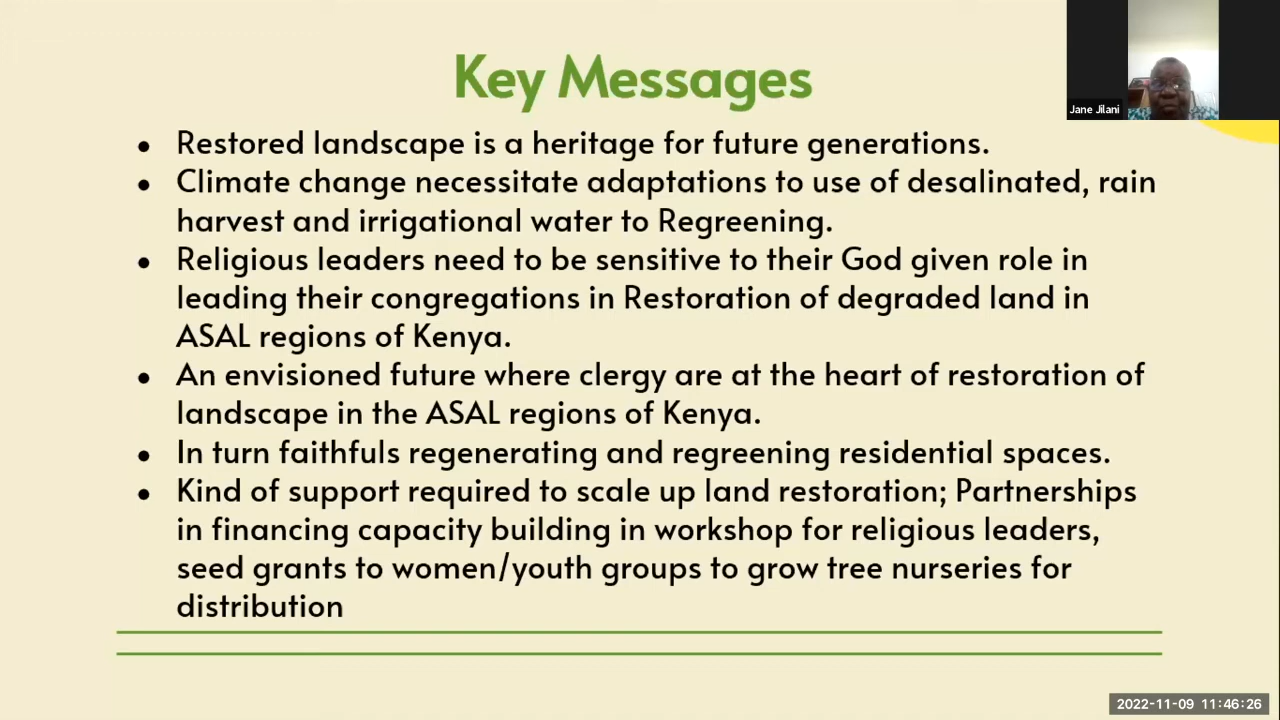 Key Messages
Jane Jilani
• Restored landscape is a heritage for future generations.
• Climate change necessitate adaptations to use of desalinated, rain
harvest and irrigational water to Regreening.
• Religious leaders need to be sensitive to their God given role in
leading their congregations in Restoration of degraded land in
ASAL regions of Kenya.
• An envisioned future where clergy are at the heart of restoration of
landscape in the ASAL regions of Kenya.
• In turn faithfuls regenerating and regreening residential spaces.
• Kind of support required to scale up land restoration; Partnerships
in financing capacity building in workshop for religious leaders,
seed grants to women/youth groups to grow tree nurseries for
distribution
2022-11-09 11:46:26